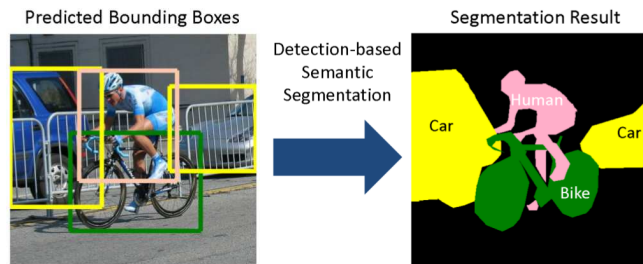 Predicted Bounding Boxes
Segmentation Result
Detection-based
Semantic
Segmentation
Human
Car
Car
Bike